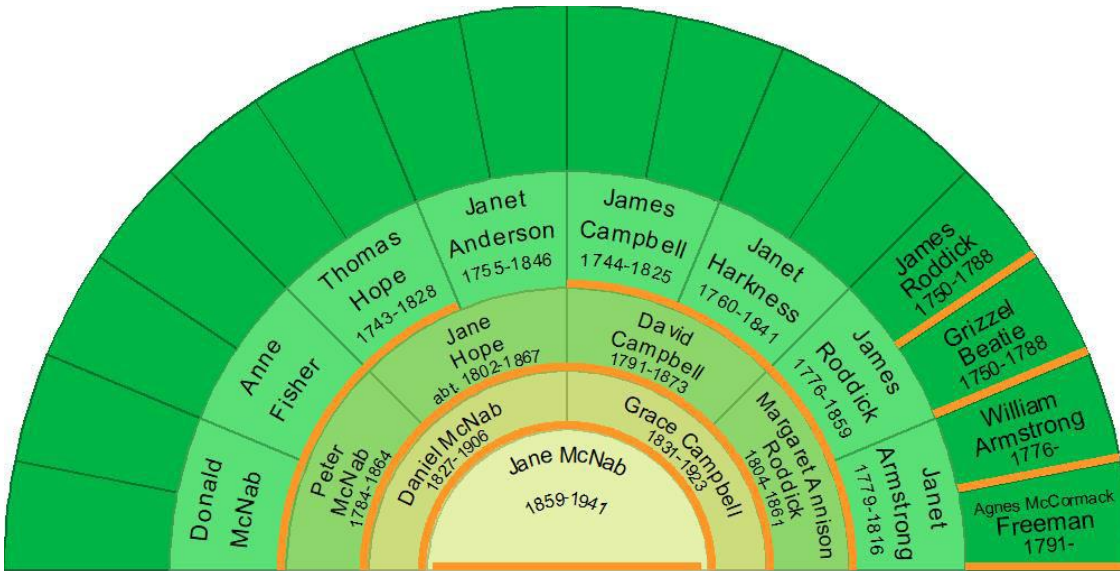 Janet
Anderson
1755-1846
James
Campbell
1744-1825
Thomas
Hope
1743-1828
Janet
Harkness
1760-1841
James
Roddick
1750-1788
Grizzel
Beatie
1750-1788
Anne
Fisher
Jane
Hope
abt. 1802-1867
David
Campbell
1791-1873
James
Roddick
1776-1859
William
Armstrong
1776-
Donald
McNab
Peter
McNab
1784-1864
Daniel McNab
1827-1906
Grace Campbell
1831-1923
Margaret Annison
Roddick
1804-1861
Janet
Armstrong
1779-1816
Agnes McCormack
Freeman
1791-
Jane McNab
1859-1941